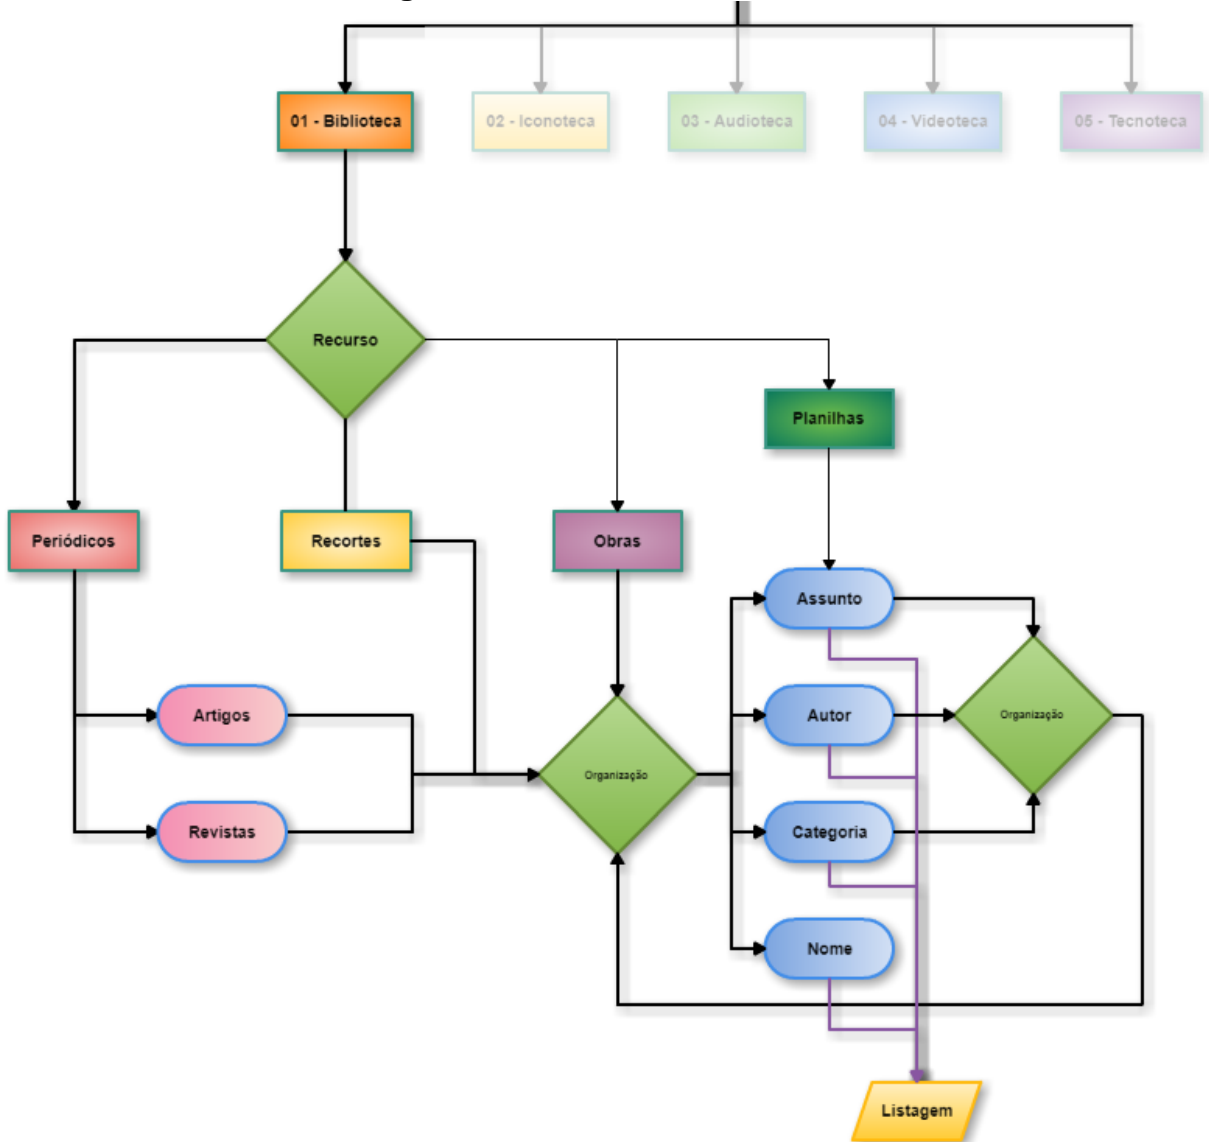 01 - Biblioteca
02 - Iconoteca
03 - Audioteca
04 - Videoteca
05 - Tecnoteca
Recurso
Planilhas
Periódicos
Recortes
Obras
Assunto
Artigos
Autor
Organização
Organização
Revistas
Categoria
Nome
Listagem